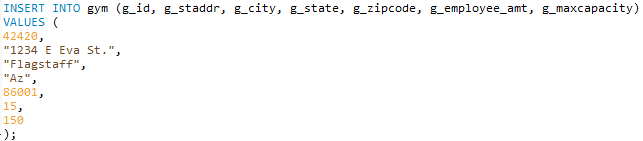 INSERT INTO gym (g_id, g_staddr, g_city, g_state, g_zipcode, g_employee_amt, g_maxcapacity)
VALUES (
42420,
"1234 E Eva St.",
"Flagstaff",
"Az",
86001,
15,
150
);